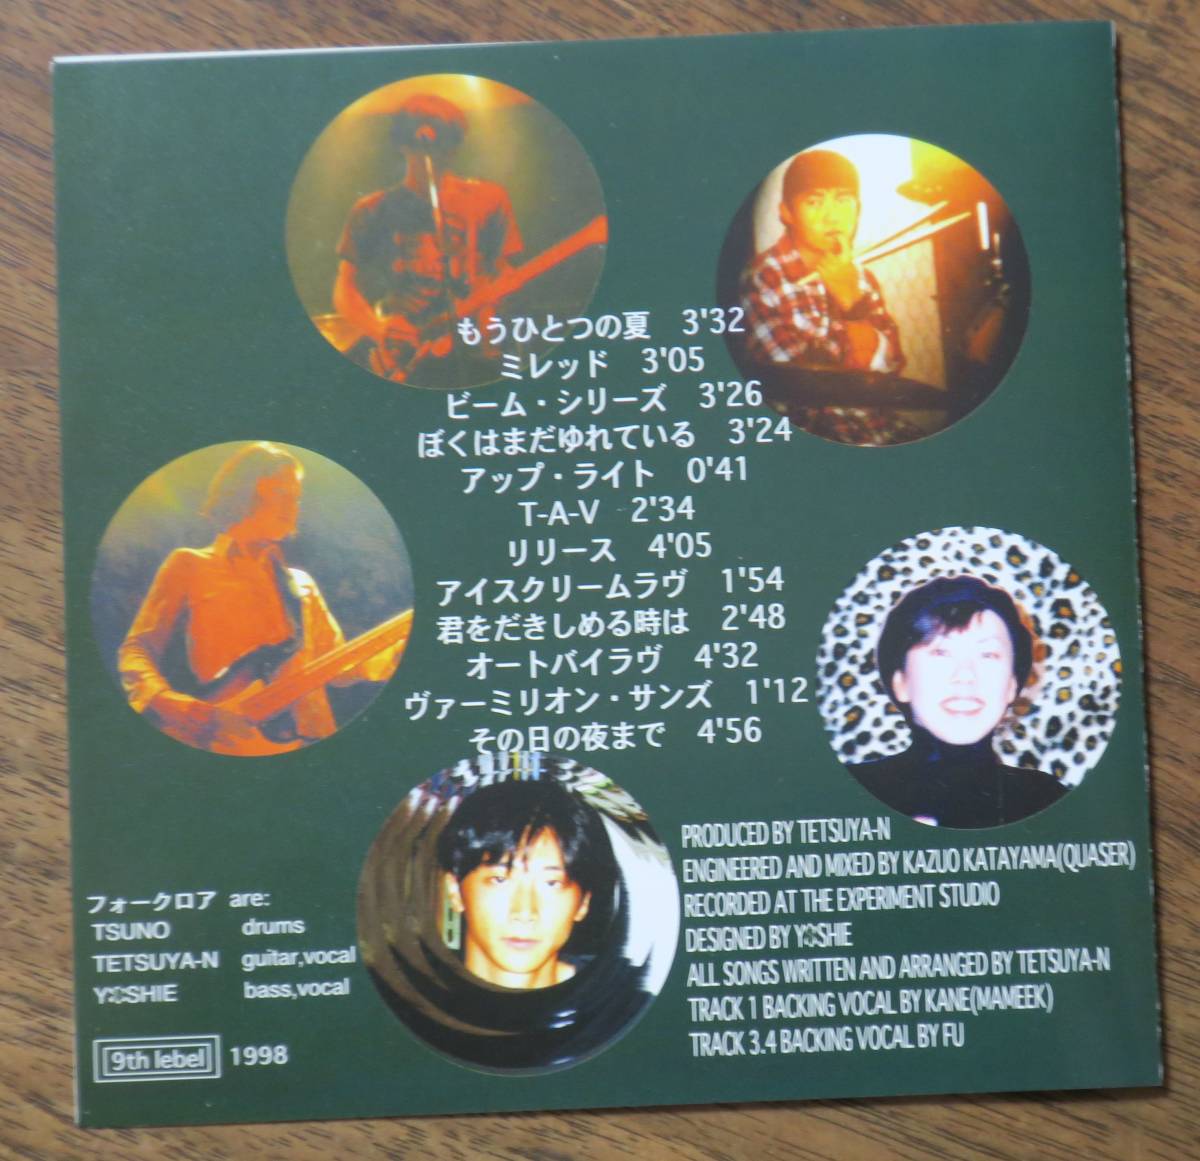 もうひとつの夏 3'32
ミレッド 3'05
ビーム・シリーズ 3'26
ぼくはまだゆれている 3'24
アップ・ライト 0'41
T-A-V 2'34
リリース 4'05
アイスクリームラヴ 1'54
君をだきしめる時は 2'48
オートバイラヴ 4'32
ヴァーミリオン・サンズ 1'12
その日の夜まで 4'56
PRODUCED BY TETSUYA-N
ENGINEERED AND MIXED BY KAZUO KATAYAMA(QUASER)
RECORDED AT THE EXPERIMENT STUDIO
DESIGNED BY Y✲SHIE
ALL SONGS WRITTEN AND ARRANGED BY TETSUYA-N
TRACK 1 BACKING VOCAL BY KANE(MAMEEK)
TRACK 3.4 BACKING VOCAL BY FU
フォークロア are:
TSUNO drums
TETSUYA-N guitar,vocal
Y✲SHIE bass,vocal
9th lebel 1998